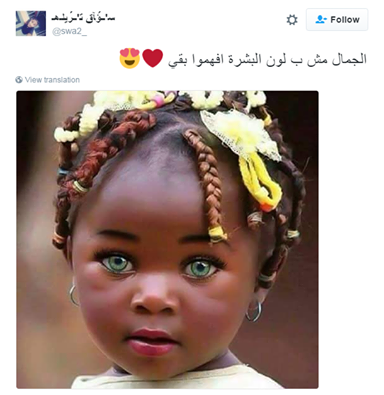 @swa2_
Follow
الجمال مش ب لون البشرة افهموا بقي ❤😍
View translation